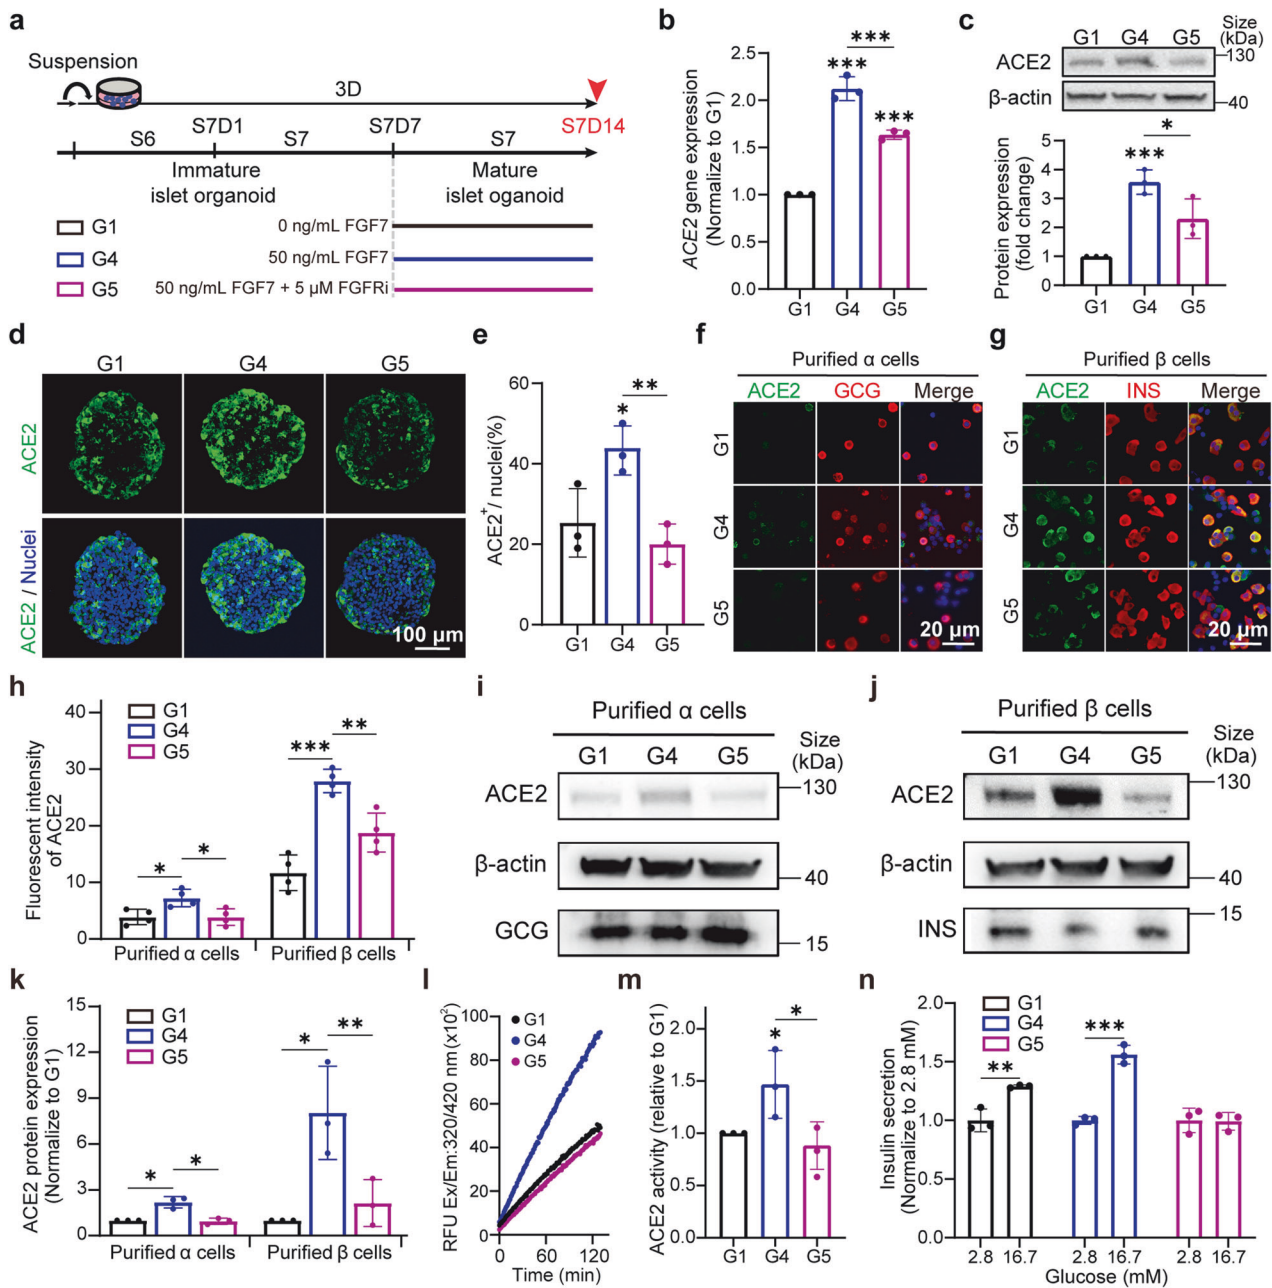 a
Suspension
3D
S7D1
S7D7
S7D14
S6
S7
S7
Immature
islet organoid
Mature
islet oganoid
G1
0 ng/mL FGF7
G4
50 ng/mL FGF7
G5
50 ng/mL FGF7 + 5 μM FGFRi
b
ACE2 gene expression
(Normalize to G1)
2.5
2.0
1.5
1.0
0.5
0.0
***
***
***
G1 G4 G5
c
G1 G4 G5
Size
(kDa)
ACE2
130
β-actin
40
Protein expression
(fold change)
5
4
3
2
1
0
*
***
G1 G4 G5
d
G1 G4 G5
ACE2
ACE2 / Nuclei
100 μm
e
ACE2+/ nuclei(%)
60
40
20
0
**
*
G1 G4 G5
f
Purified α cells
ACE2 GCG Merge
G1
G4
G5
20 μm
g
Purified β cells
ACE2 INS Merge
G1
G4
G5
20 μm
h
Fluorescent intensity
of ACE2
40
30
20
10
0
G1
G4
G5
* *
*** **
Purified α cells Purified β cells
i
Purified α cells
G1 G4 G5
Size
(kDa)
ACE2
130
β-actin
40
GCG
15
j
Purified β cells
G1 G4 G5
Size
(kDa)
ACE2
130
β-actin
40
INS
15
k
ACE2 protein expression
(Normalize to G1)
15
12
9
6
3
0
G1
G4
G5
* *
* **
Purified α cells Purified β cells
l
RFU Ex/Em:320/420 nm (x10²)
100
80
60
40
20
0
G1
G4
G5
0 60 120
Time (min)
m
ACE2 activity (relative to G1)
2.0
1.5
1.0
0.5
0.0
*
*
G1 G4 G5
n
Insulin secretion
(Normalize to 2.8 mM)
2.0
1.0
0.0
G1
G4
G5
**
***
2.8 16.7 2.8 16.7 2.8 16.7
Glucose (mM)